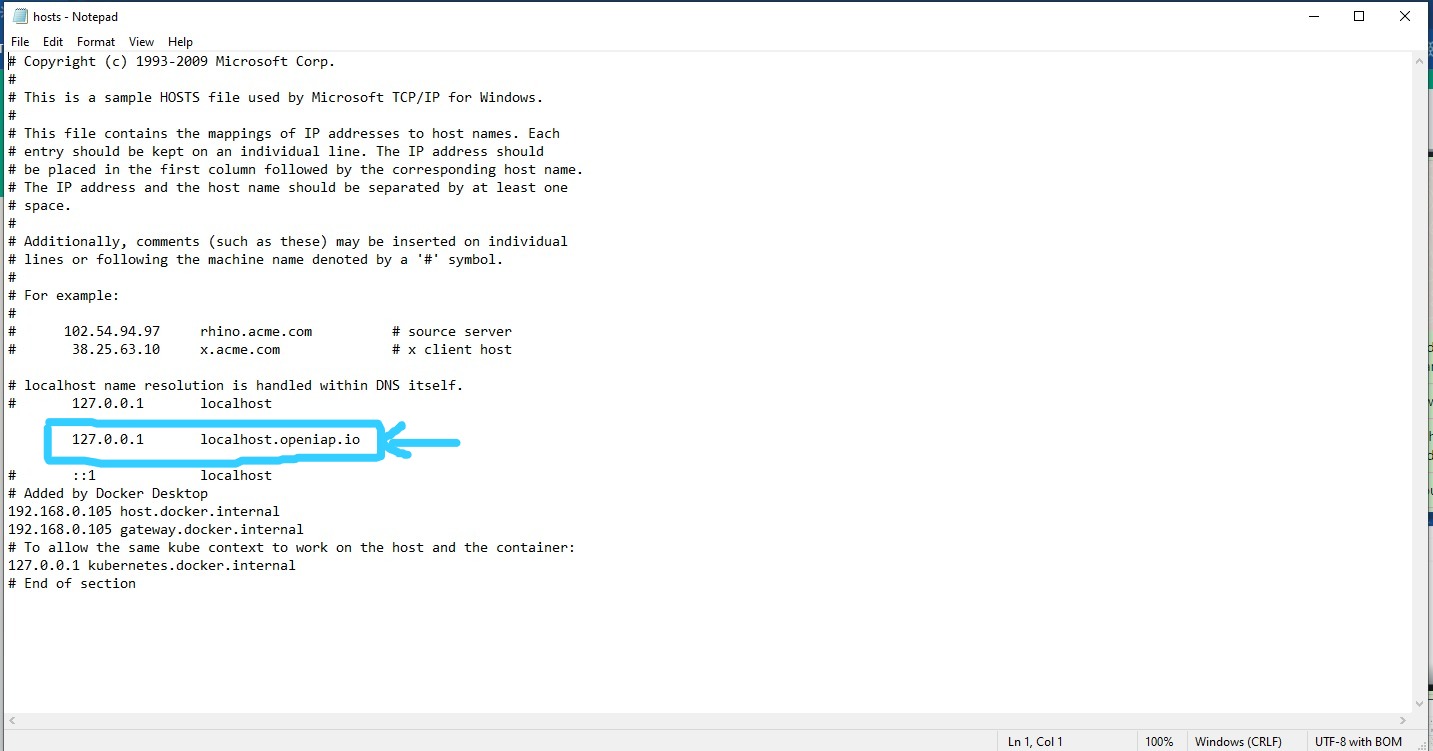 hosts - Notepad
File Edit Format View Help
# Copyright (c) 1993-2009 Microsoft Corp.
#
# This is a sample HOSTS file used by Microsoft TCP/IP for Windows.
#
# This file contains the mappings of IP addresses to host names. Each
# entry should be kept on an individual line. The IP address should
# be placed in the first column followed by the corresponding host name.
# The IP address and the host name should be separated by at least one
# space.
#
# Additionally, comments (such as these) may be inserted on individual
# lines or following the machine name denoted by a '#' symbol.
#
# For example:
#
#      102.54.94.97     rhino.acme.com          # source server
#       38.25.63.10     x.acme.com              # x client host

# localhost name resolution is handled within DNS itself.
#       127.0.0.1       localhost
        127.0.0.1       localhost.openiap.io
#       ::1             localhost
# Added by Docker Desktop
192.168.0.105 host.docker.internal
192.168.0.105 gateway.docker.internal
# To allow the same kube context to work on the host and the container:
127.0.0.1 kubernetes.docker.internal
# End of section
Ln 1, Col 1 100% Windows (CRLF) UTF-8 with BOM